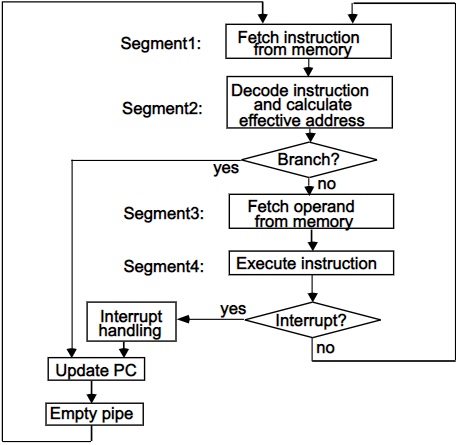 Segment1:
Fetch instruction
from memory
Segment2:
Decode instruction
and calculate
effective address
Branch?
yes
no
Segment3:
Fetch operand
from memory
Segment4:
Execute instruction
Interrupt?
yes
no
Interrupt
handling
Update PC
Empty pipe